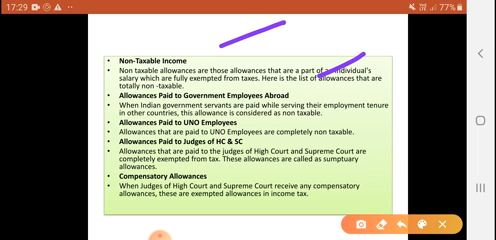 17:29
77%
Non-Taxable Income
Non taxable allowances are those allowances that are a part of an individual's
salary which are fully exempted from taxes. Here is the list of allowances that are
totally non -taxable.
Allowances Paid to Government Employees Abroad
When Indian government servants are paid while serving their employment tenure
in other countries, this allowance is considered as non taxable.
Allowances Paid to UNO Employees
Allowances that are paid to UNO Employees are completely non taxable.
Allowances Paid to Judges of HC & SC
Allowances that are paid to the judges of High Court and Supreme Court are
completely exempted from tax. These allowances are called as sumptuary
allowances.
Compensatory Allowances
When Judges of High Court and Supreme Court receive any compensatory
allowances, these are exempted allowances in income tax.